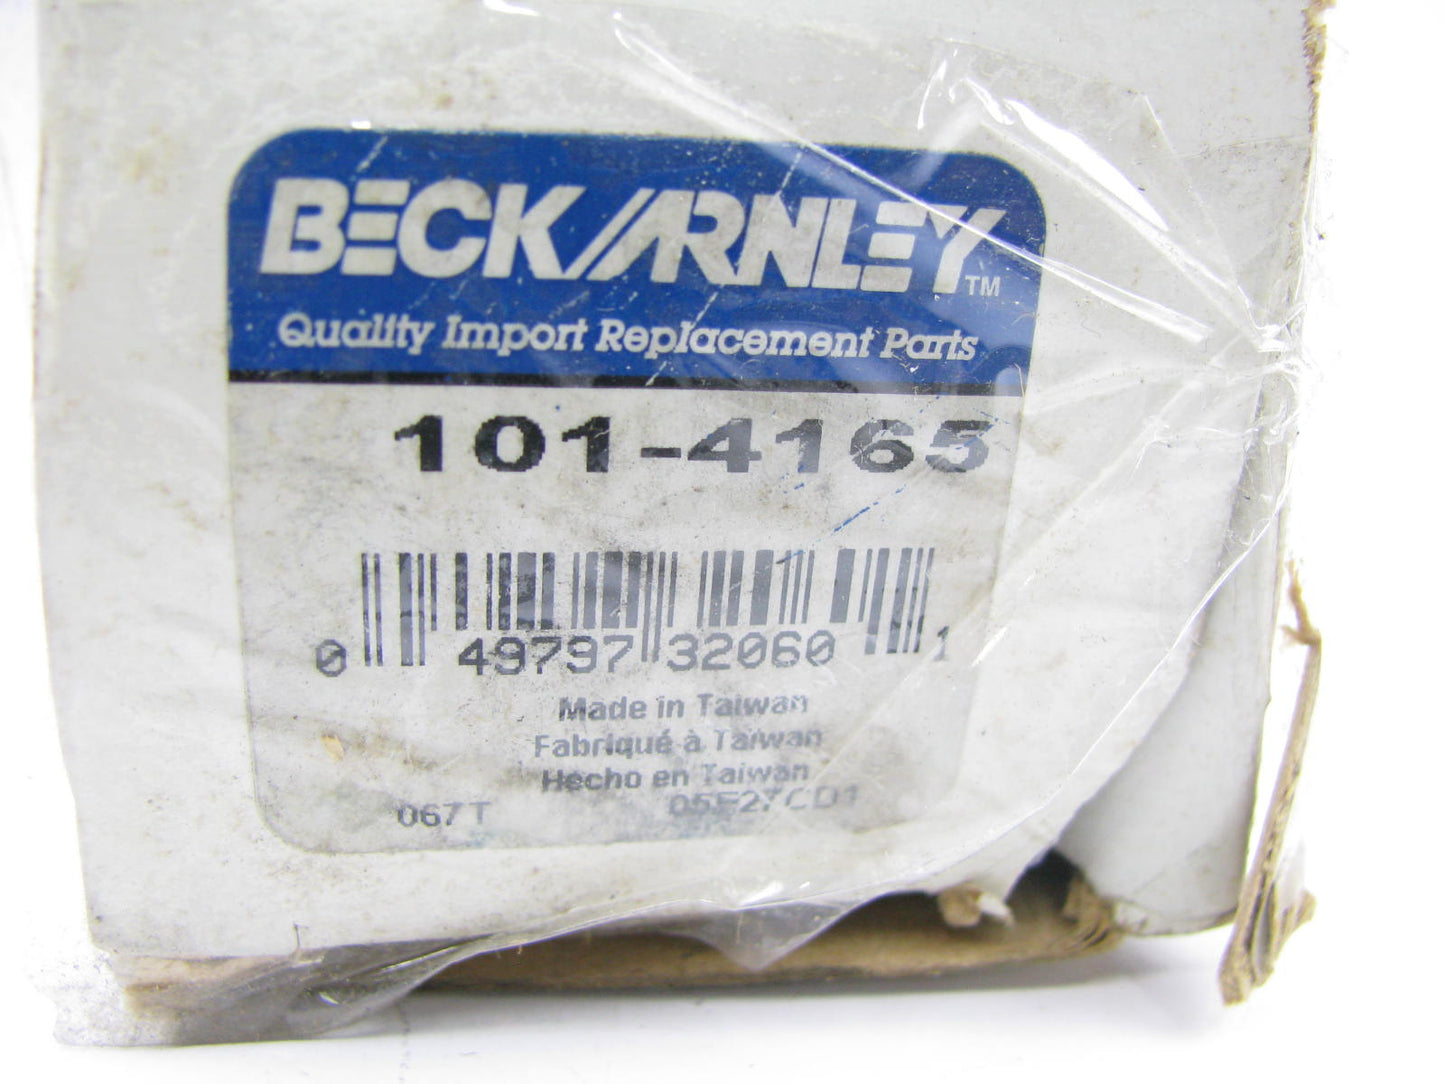 BECK/ARNLEY™
Quality Import Replacement Parts
101-4165
0 49797 32060 1
Made in Taiwan
Fabriqué à Taiwan
Hecho en Taiwan
067T 05F27CD1